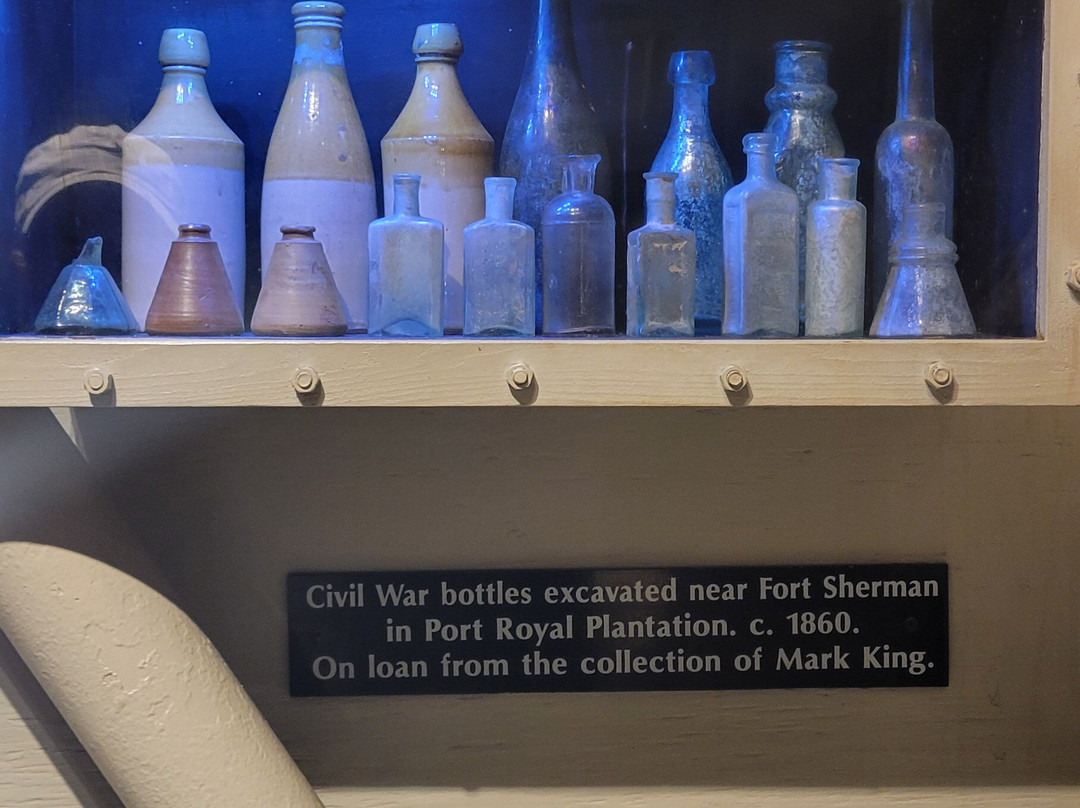 Civil War bottles excavated near Fort Sherman
in Port Royal Plantation. c. 1860.
On loan from the collection of Mark King.